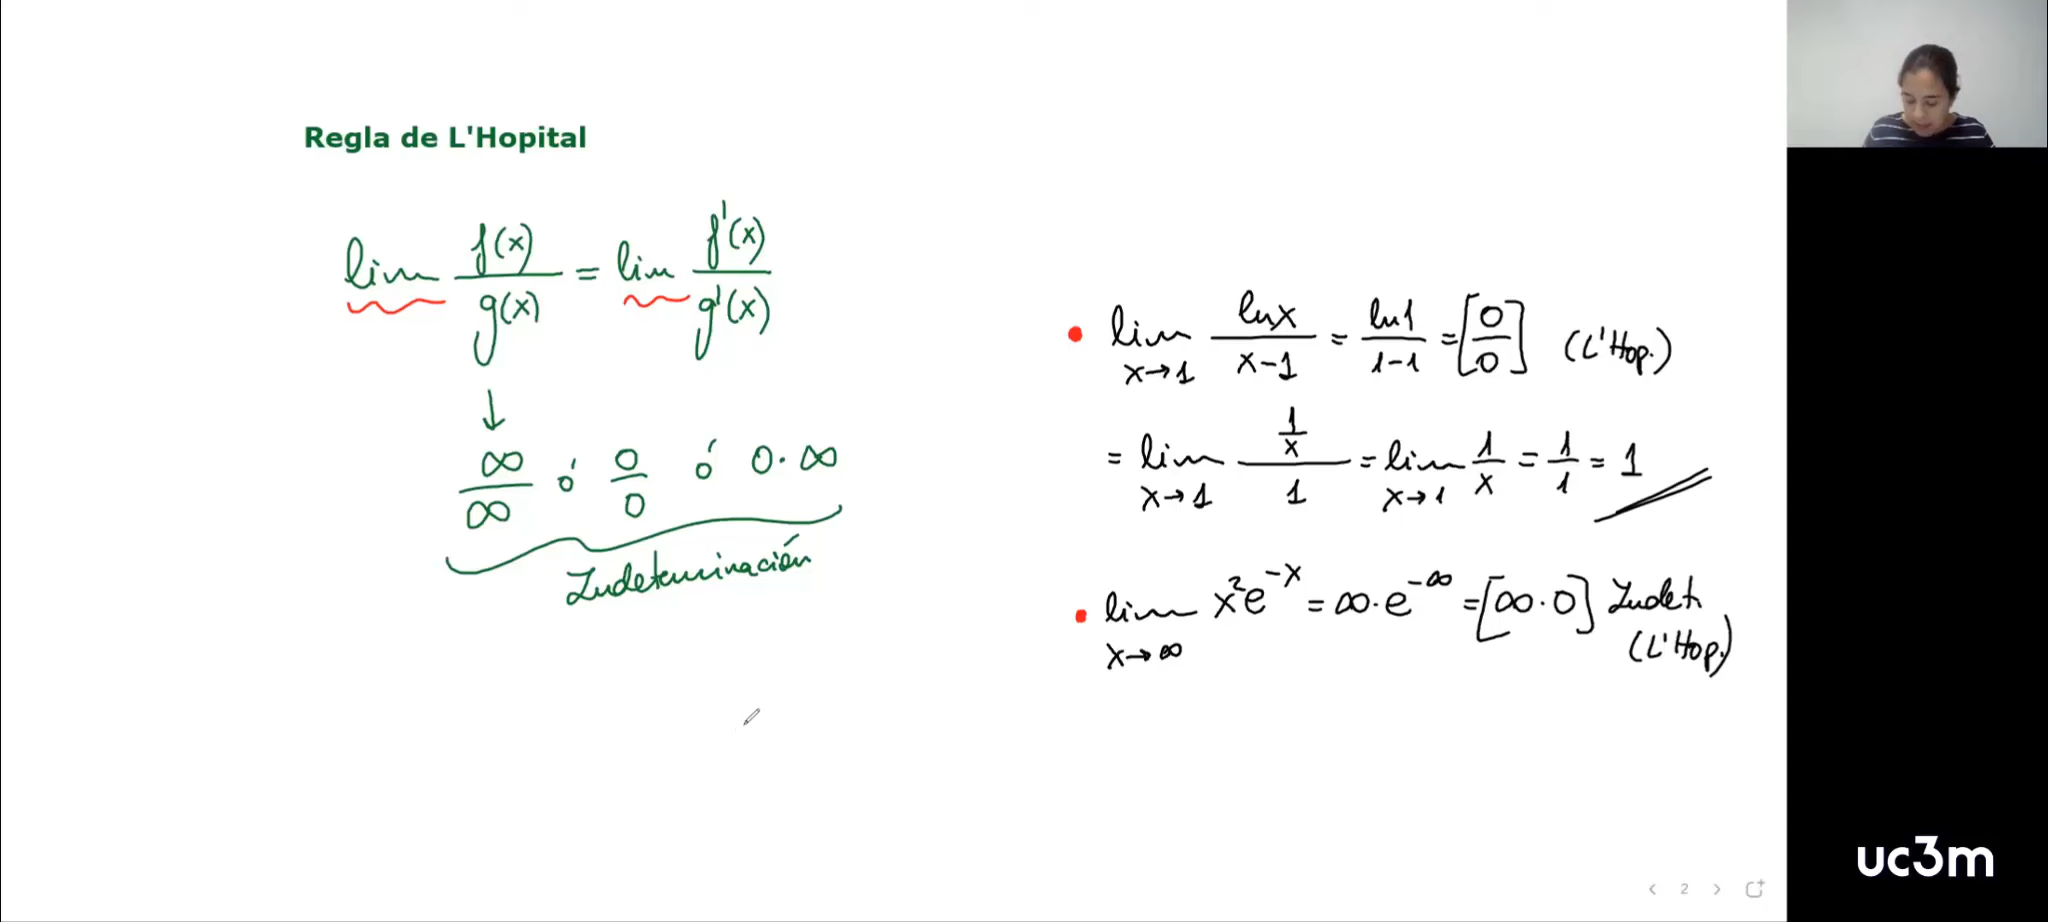 Regla de L'Hopital
lim f(x)/g(x) = lim f'(x)/g'(x)
↓
∞/∞ ó 0/0 ó 0·∞
Indeterminación
• lim x→1 lnx/(x-1) = ln1/(1-1) = [0/0] (L'Hop.)
= lim x→1 (1/x)/1 = lim x→1 1/x = 1/1 = 1
• lim x→∞ x²e^-x = ∞·e^-∞ = [∞·0] Indet.
(L'Hop.)
< 2 >
uc3m